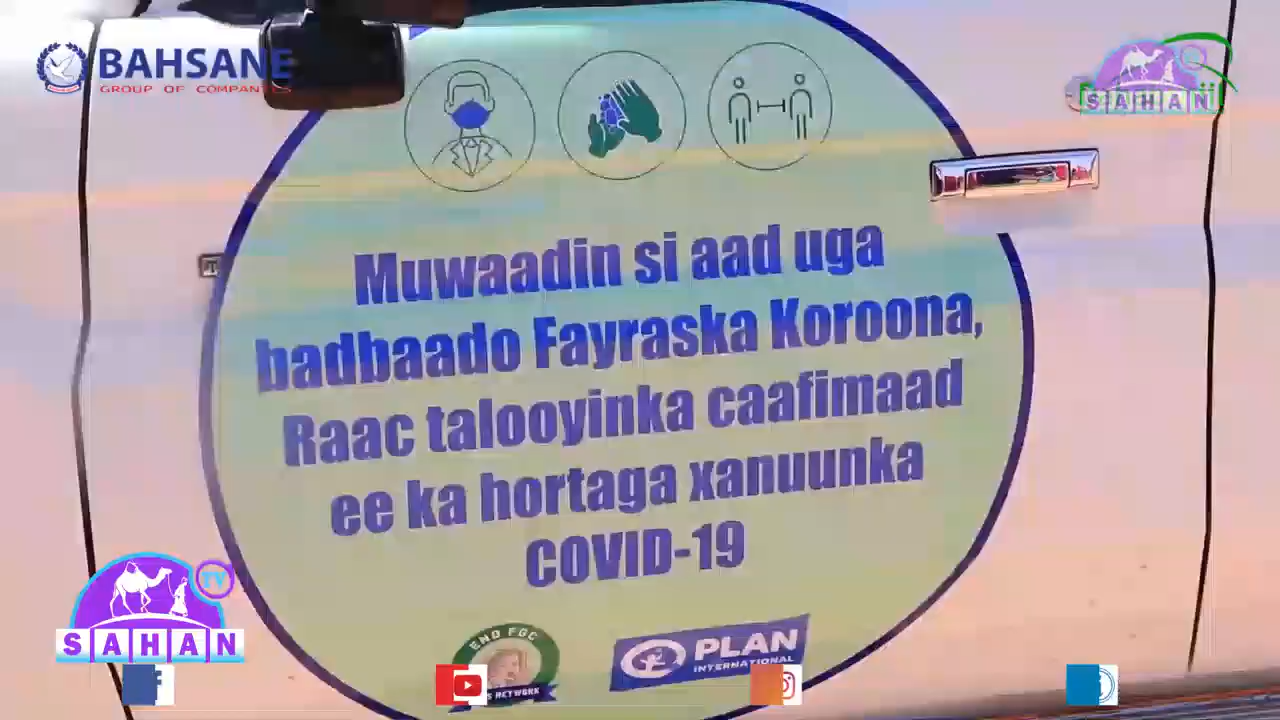 BAHSANE
GROUP OF COMPANIES
SAHAN
Muwaadin si aad uga
badbaado Fayraska Koroona,
Raac talooyinka caafimaad
ee ka hortaga xanuunka
COVID-19
TV
SAHAN
END FGC
NETWORK
PLAN
INTERNATIONAL